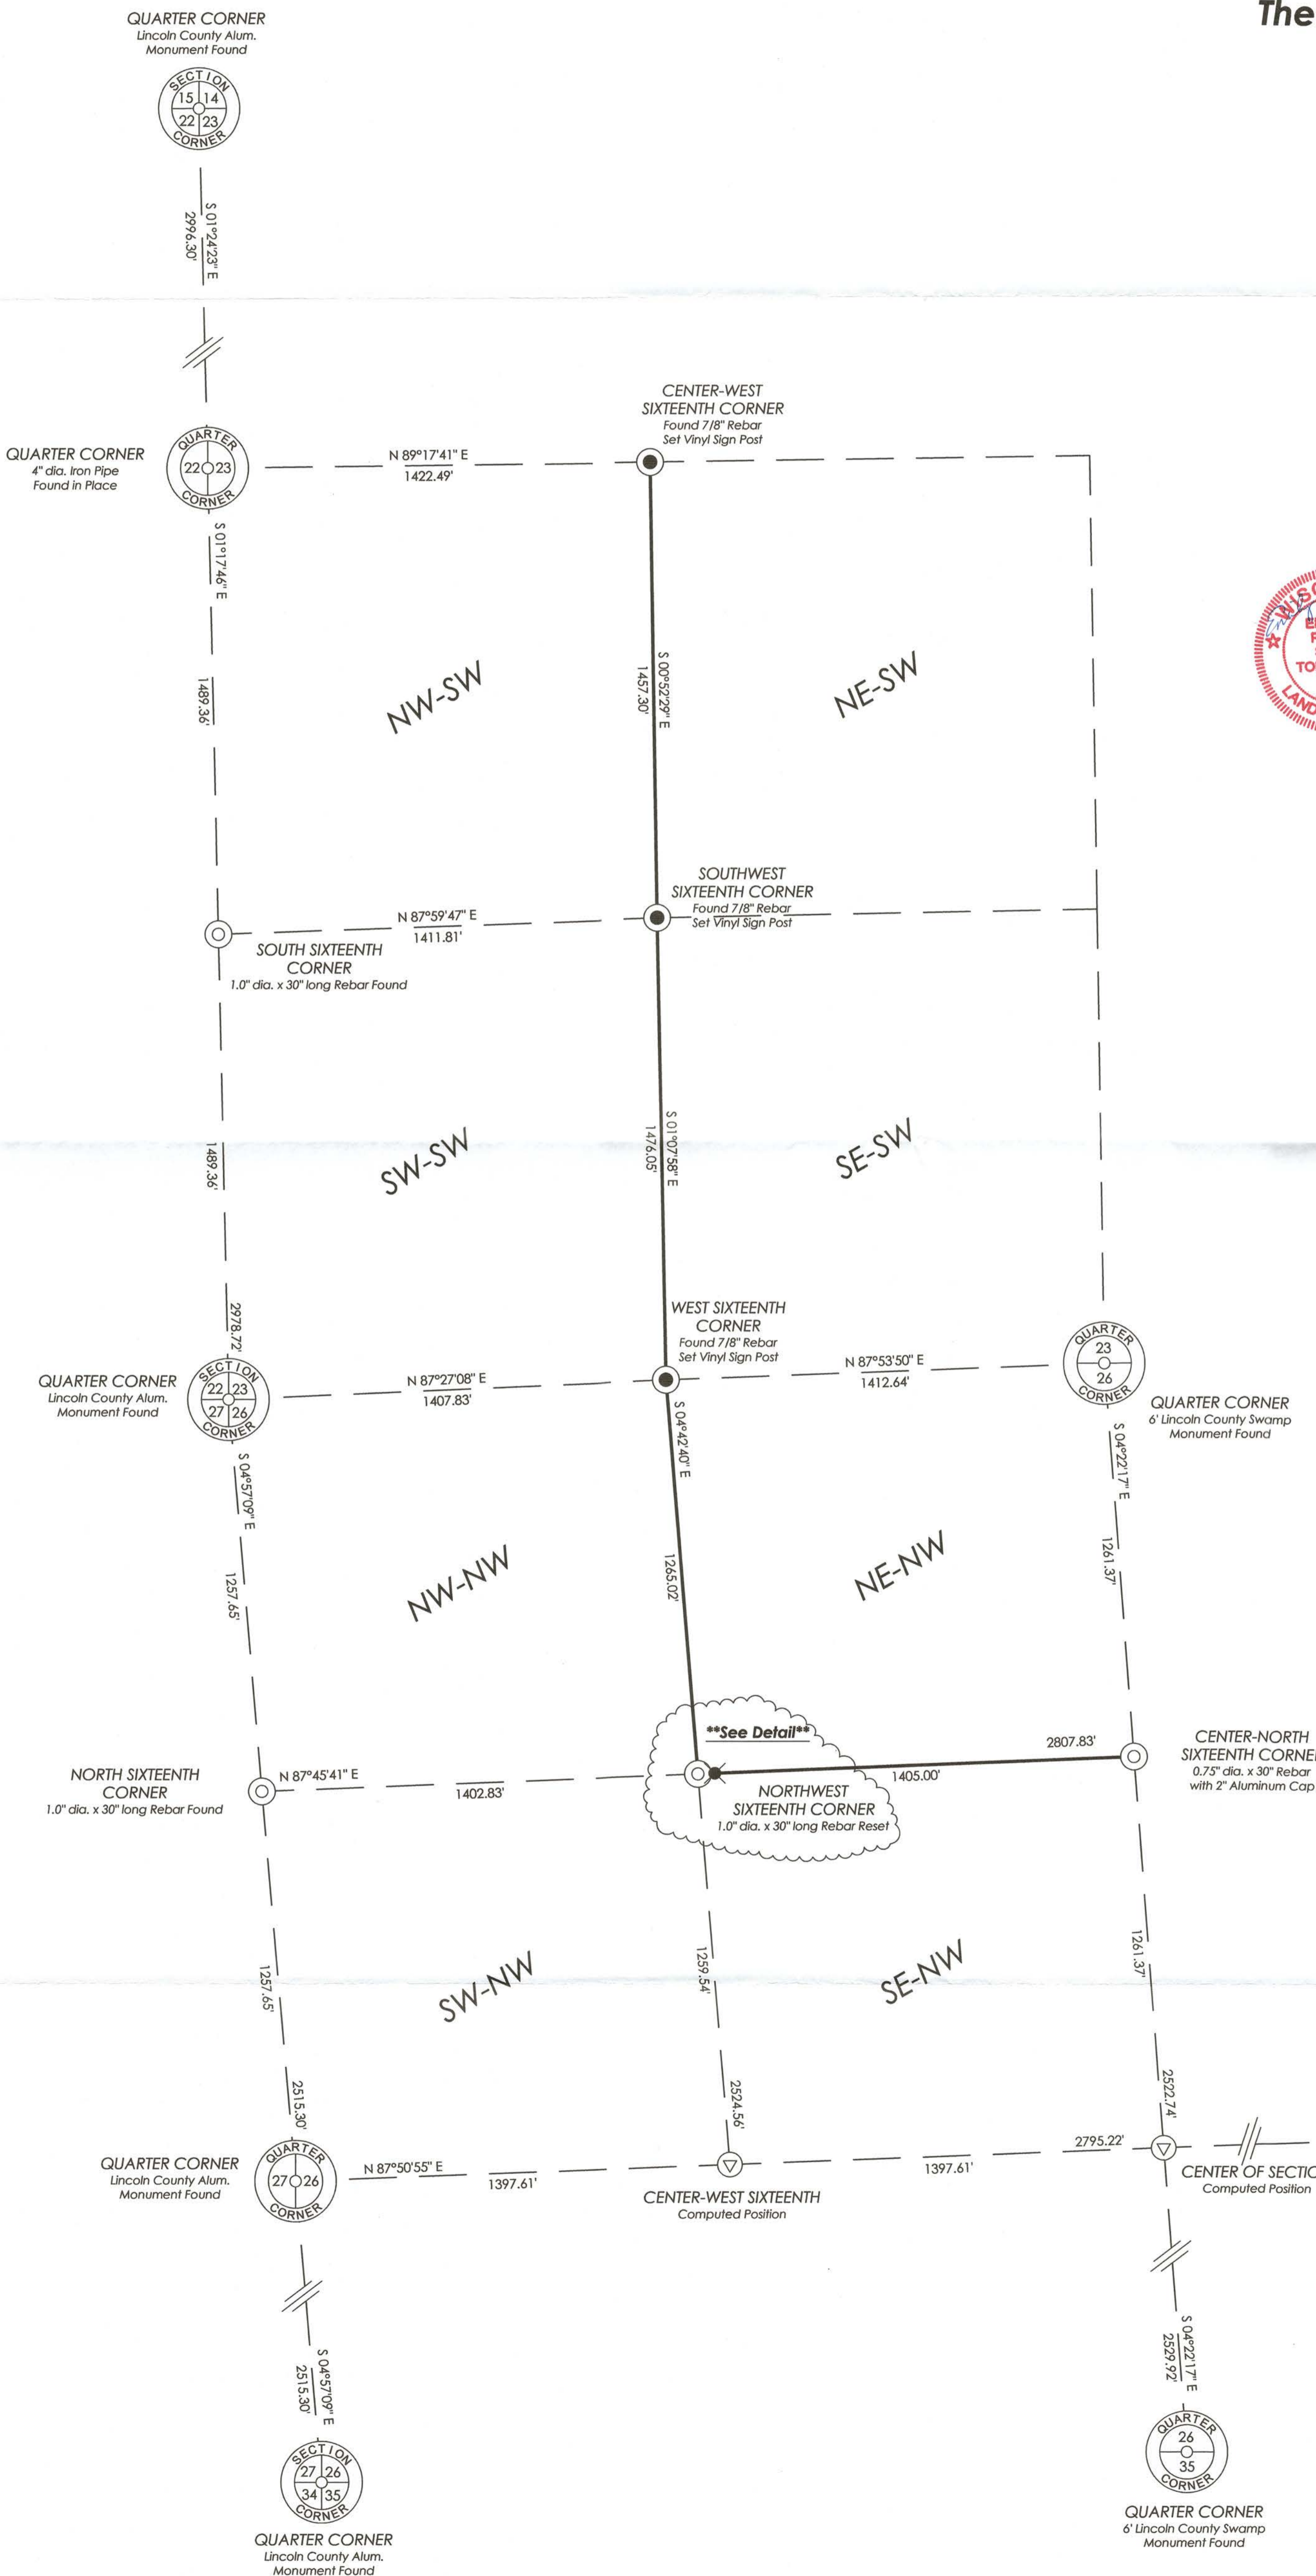 The
QUARTER CORNER
Lincoln County Alum.
Monument Found
SECTION
15 14
22 23
CORNER
S 01°24'23" E
2996.30'
CENTER-WEST
SIXTEENTH CORNER
Found 7/8" Rebar
Set Vinyl Sign Post
QUARTER CORNER
4" dia. Iron Pipe
Found in Place
QUARTER
22 23
CORNER
N 89°17'41" E
1422.49'
S 01°17'46" E
1489.36'
NW-SW
S 00°52'29" E
1457.30'
NE-SW
WISC
TO
LAND
SOUTHWEST
SIXTEENTH CORNER
Found 7/8" Rebar
Set Vinyl Sign Post
N 87°59'47" E
1411.81'
SOUTH SIXTEENTH
CORNER
1.0" dia. x 30" long Rebar Found
1489.36'
SW-SW
S 01°07'58" E
1476.05'
SE-SW
2978.72'
WEST SIXTEENTH
CORNER
Found 7/8" Rebar
Set Vinyl Sign Post
QUARTER CORNER
Lincoln County Alum.
Monument Found
SECTION
22 23
27 26
CORNER
N 87°27'08" E
1407.83'
N 87°53'50" E
1412.64'
QUARTER
23
26
CORNER
QUARTER CORNER
6' Lincoln County Swamp
Monument Found
S 04°57'09" E
1257.65'
S 04°42'40" E
1265.02'
S 04°22'17" E
1261.37'
NW-NW
NE-NW
**See Detail**
NORTH SIXTEENTH
CORNER
1.0" dia. x 30" long Rebar Found
N 87°45'41" E
1402.83'
NORTHWEST
SIXTEENTH CORNER
1.0" dia. x 30" long Rebar Reset
2807.83'
1405.00'
CENTER-NORTH
SIXTEENTH CORNE
0.75" dia. x 30" Rebar
with 2" Aluminum Cap
1257.65'
SW-NW
1259.54'
SE-NW
1261.37'
2515.30'
2524.56'
2522.74'
QUARTER CORNER
Lincoln County Alum.
Monument Found
QUARTER
27 26
CORNER
N 87°50'55" E
1397.61'
CENTER-WEST SIXTEENTH
Computed Position
2795.22'
1397.61'
CENTER OF SECTIO
Computed Position
S 04°57'09" E
2515.30'
S 04°22'17" E
2529.92'
SECTION
27 26
34 35
CORNER
QUARTER CORNER
Lincoln County Alum.
Monument Found
QUARTER
26
35
CORNER
QUARTER CORNER
6' Lincoln County Swamp
Monument Found